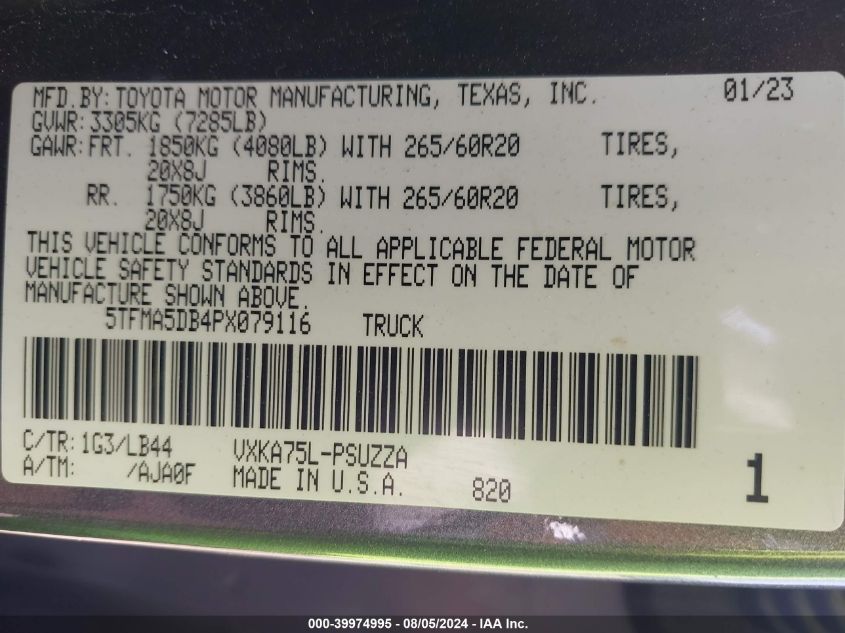 MFD.BY: TOYOTA MOTOR MANUFACTURING, TEXAS, INC. 01/23
GVWR: 3305KG (7285LB)
GAWR: FRT. 1850KG (4080LB) WITH 265/60R20 TIRES,
20X8J RIMS.
RR. 1750KG (3860LB) WITH 265/60R20 TIRES,
20X8J RIMS.
THIS VEHICLE CONFORMS TO ALL APPLICABLE FEDERAL MOTOR
VEHICLE SAFETY STANDARDS IN EFFECT ON THE DATE OF
MANUFACTURE SHOWN ABOVE.
5TFMA5DB4PX079116 TRUCK
C/TR: 1G3/LB44 VXKA75L-PSUZZA
A/TM: /AJA0F MADE IN U.S.A. 820 1
000-39974995 - 08/05/2024 - IAA Inc.